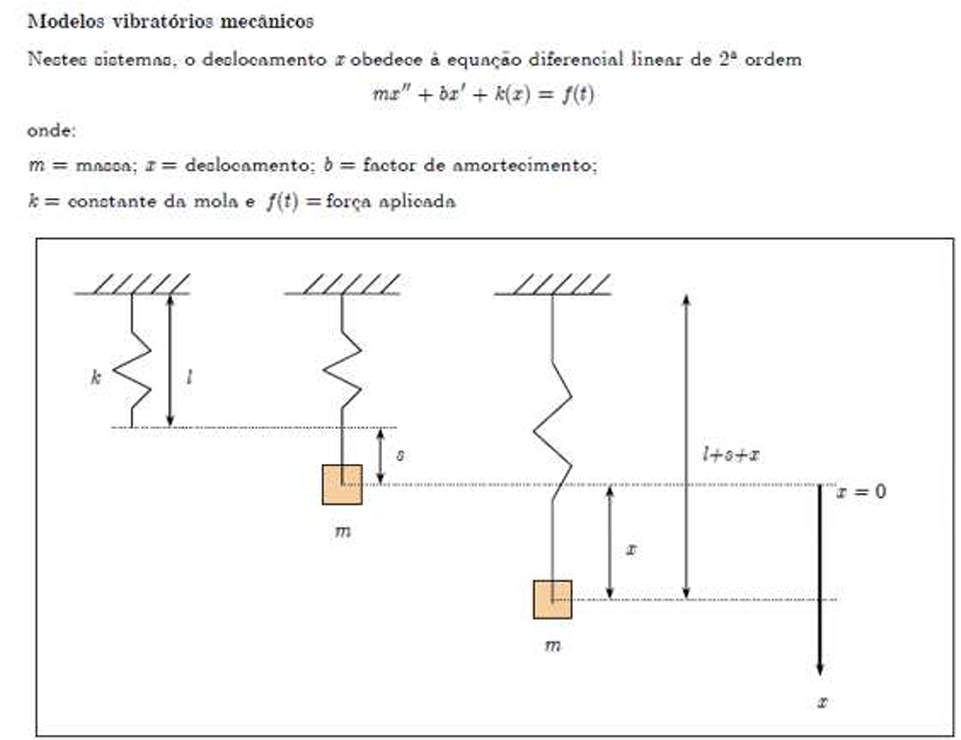 Modelos vibratórios mecânicos
Nestes sistemas, o deslocamento x obedece à equação diferencial linear de 2ª ordem
mx″ + bx′ + k(x) = f(t)
onde:
m = massa; x = deslocamento; b = factor de amortecimento;
k = constante da mola e f(t) = força aplicada
k
l
s
l+s+x
x = 0
m
x
m
x